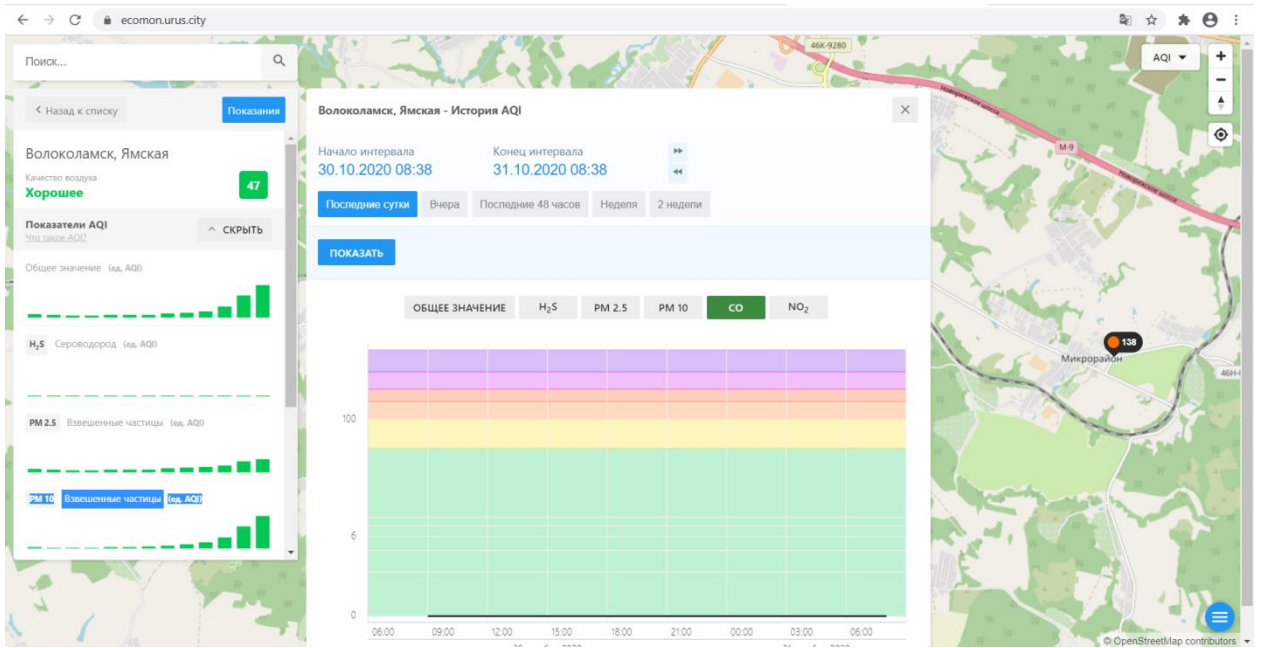 ecomon.urus.city
Поиск...
AQI
46К-9280
Новорижское шоссе
М-9
Новорижское шоссе
Назад к списку
Показания
Волоколамск, Ямская
Качество воздуха
Хорошее
47
Показатели AQI
Что такое AQI?
СКРЫТЬ
Общее значение (ед. AQI)
H₂S Сероводород (ед. AQI)
PM 2.5 Взвешенные частицы (ед. AQI)
PM 10 Взвешенные частицы (ед. AQI)
Волоколамск, Ямская - История AQI
Начало интервала
Конец интервала
30.10.2020 08:38
31.10.2020 08:38
Последние сутки
Вчера
Последние 48 часов
Неделя
2 недели
ПОКАЗАТЬ
ОБЩЕЕ ЗНАЧЕНИЕ
H₂S
PM 2.5
PM 10
CO
NO₂
100
6
0
06:00 09:00 12:00 15:00 18:00 21:00 00:00 03:00 06:00
138
Микрорайон
© OpenStreetMap contributors